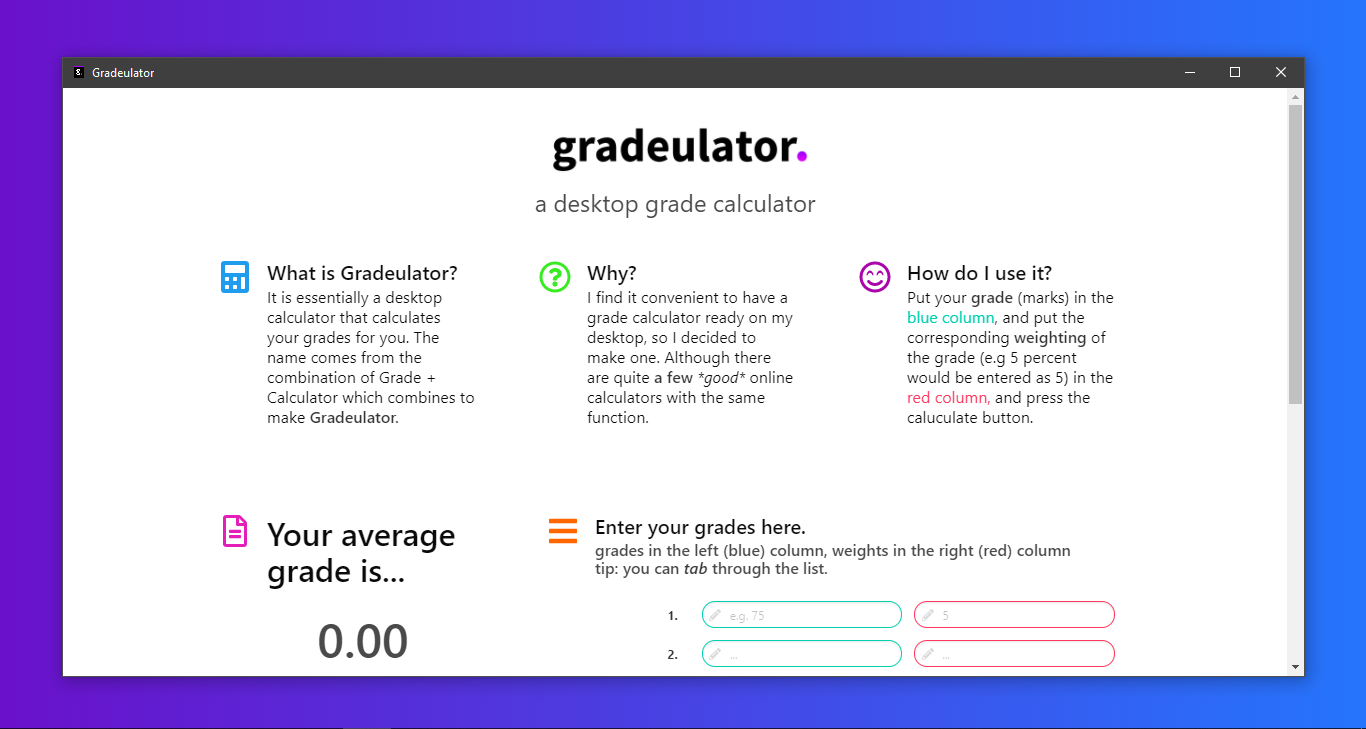 Gradeulator
gradeulator.
a desktop grade calculator
What is Gradeulator?
It is essentially a desktop
calculator that calculates
your grades for you. The
name comes from the
combination of Grade +
Calculator which combines to
make Gradeulator.
Why?
I find it convenient to have a
grade calculator ready on my
desktop, so I decided to
make one. Although there
are quite a few *good* online
calculators with the same
function.
How do I use it?
Put your grade (marks) in the
blue column, and put the
corresponding weighting of
the grade (e.g 5 percent
would be entered as 5) in the
red column, and press the
caluculate button.
Your average
grade is...
0.00
Enter your grades here.
grades in the left (blue) column, weights in the right (red) column
tip: you can tab through the list.
1. e.g. 75 5
2. ... ...